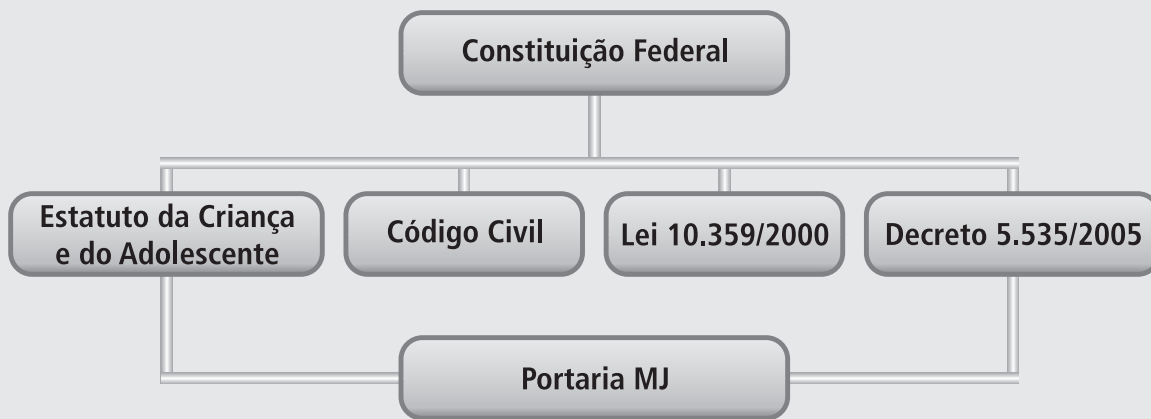 Constituição Federal
Estatuto da Criança
e do Adolescente
Código Civil
Lei 10.359/2000
Decreto 5.535/2005
Portaria MJ